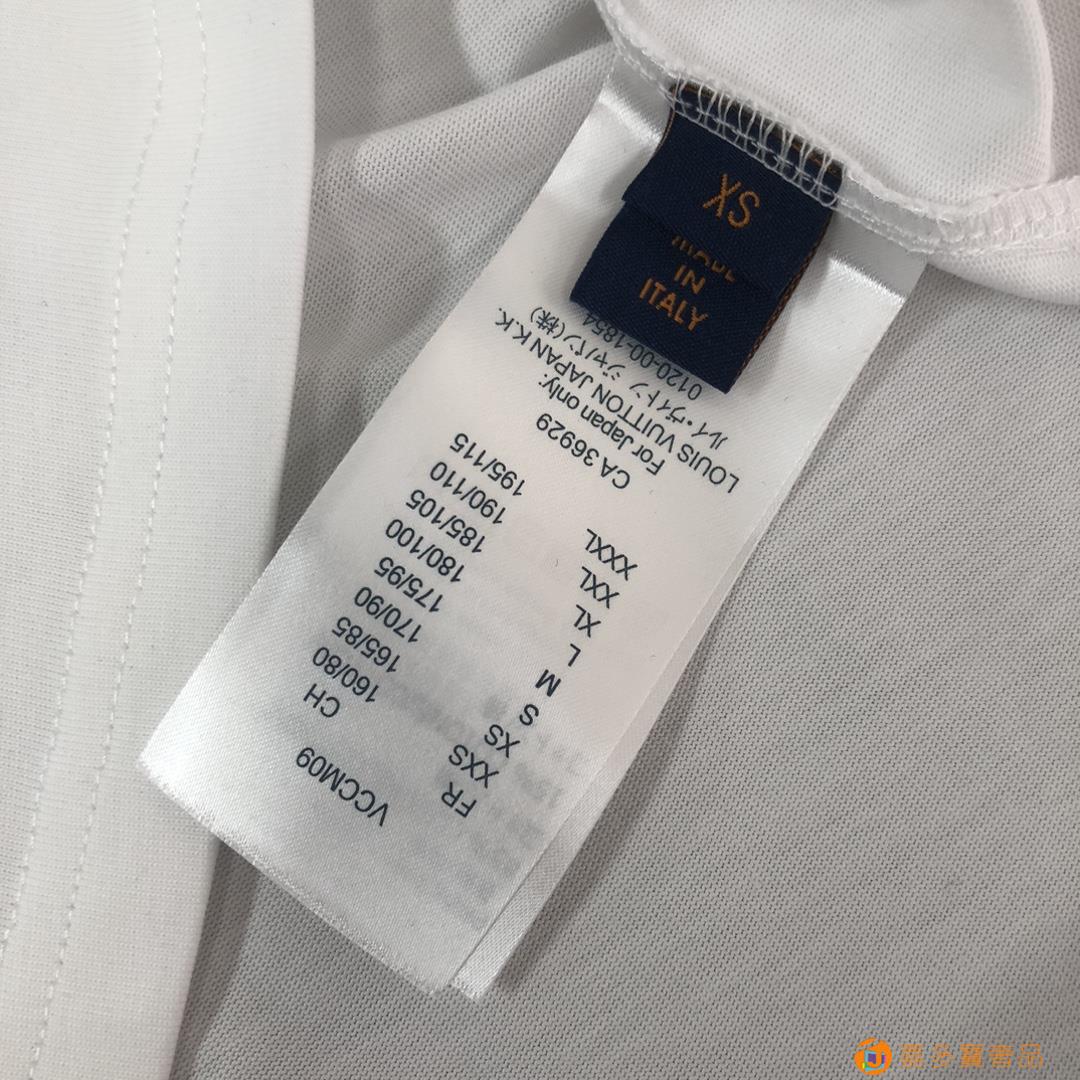 XS
MADE
IN
ITALY
VCCM09
FR CH
XXS 160/80
XS 165/85
S 170/90
M 175/95
L 180/100
XL 185/105
XXL 190/110
XXXL 195/115
CA 36929
For Japan only:
LOUIS VUITTON JAPAN K.K.
ルイ・ヴィトン ジャパン(株)
0120-00-1854